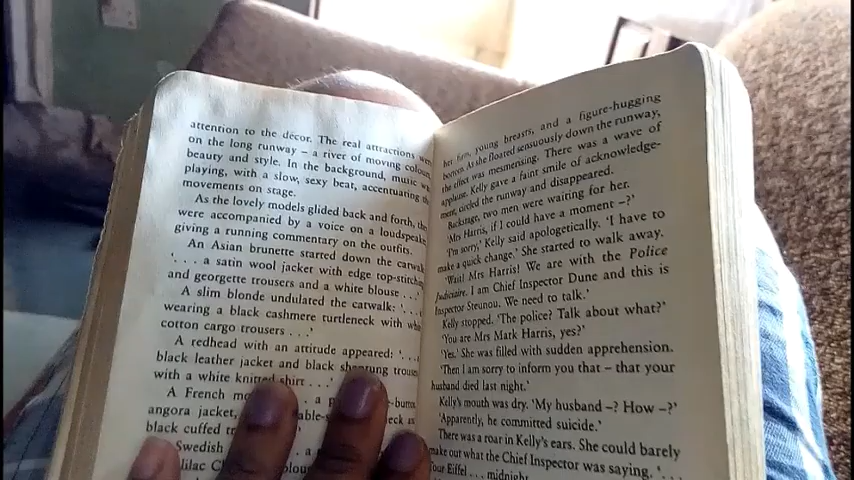 attention to the décor. The real attractions were
on the long runway – a river of moving colour,
beauty and style. In the background, music was
playing, with a slow, sexy beat, accentuating the
movements on stage.
As the lovely models glided back and forth, they
were accompanied by a voice on a loudspeaker
giving a running commentary on the outfits.
An Asian brunette started down the catwalk
'. . . a satin wool jacket with edge top-stitching
and georgette trousers and a white blouse . . .'
A slim blonde undulated the catwalk: '. . .
wearing a black cashmere turtleneck with white
cotton cargo trousers . . .'
A redhead with an attitude appeared: '. . .
black leather jacket and black trousers
with a white knitted shirt . . .'
A French . . . a
angora jacket,
black cuffed
Swedish . a
lilac
her firm, young breasts, and a figure-hugging
bottom. As she floated sensuously down the runway,
the effect was mesmerising. There was a wave of
applause. Kelly gave a faint smile of acknowledge-
ment, circled the runway and disappeared.
Backstage, two men were waiting for her.
'Mrs Harris, if I could have a moment –?'
'I'm sorry,' Kelly said apologetically. 'I have to
make a quick change.' She started to walk away.
'Wait! Mrs Harris! We are with the Police
Judiciaire. I am Chief Inspector Dune and this is
Inspector Steunou. We need to talk.'
Kelly stopped. 'The police? Talk about what?'
'You are Mrs Mark Harris, yes?'
'Yes.' She was filled with sudden apprehension.
'Then I am sorry to inform you that – that your
husband died last night.'
Kelly's mouth was dry. 'My husband –? How –?'
'Apparently, he committed suicide.'
There was a roar in Kelly's ears. She could barely
make out what the Chief Inspector was saying. '. . .
Tour Eiffel . . . midnight